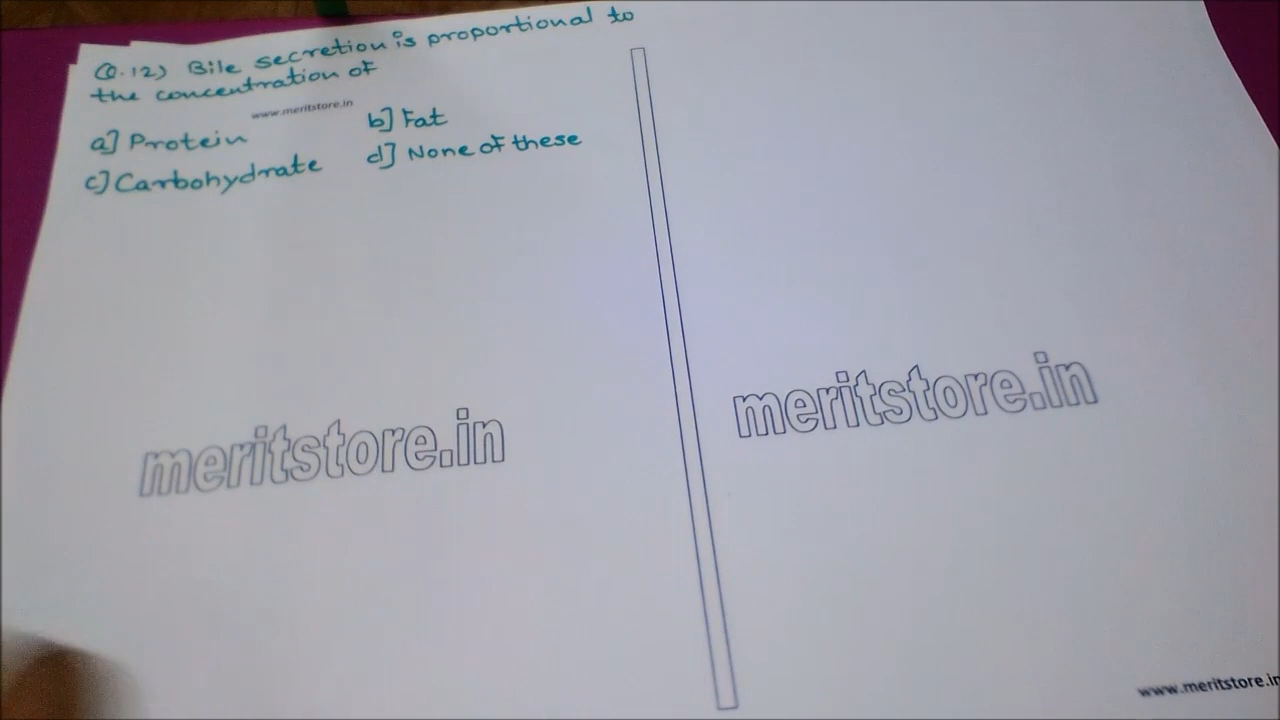 Q.12) Bile secretion is proportional to
the concentration of
www.meritstore.in
a] Protein
b] Fat
c] Carbohydrate
d] None of these
meritstore.in
meritstore.in
www.meritstore.in